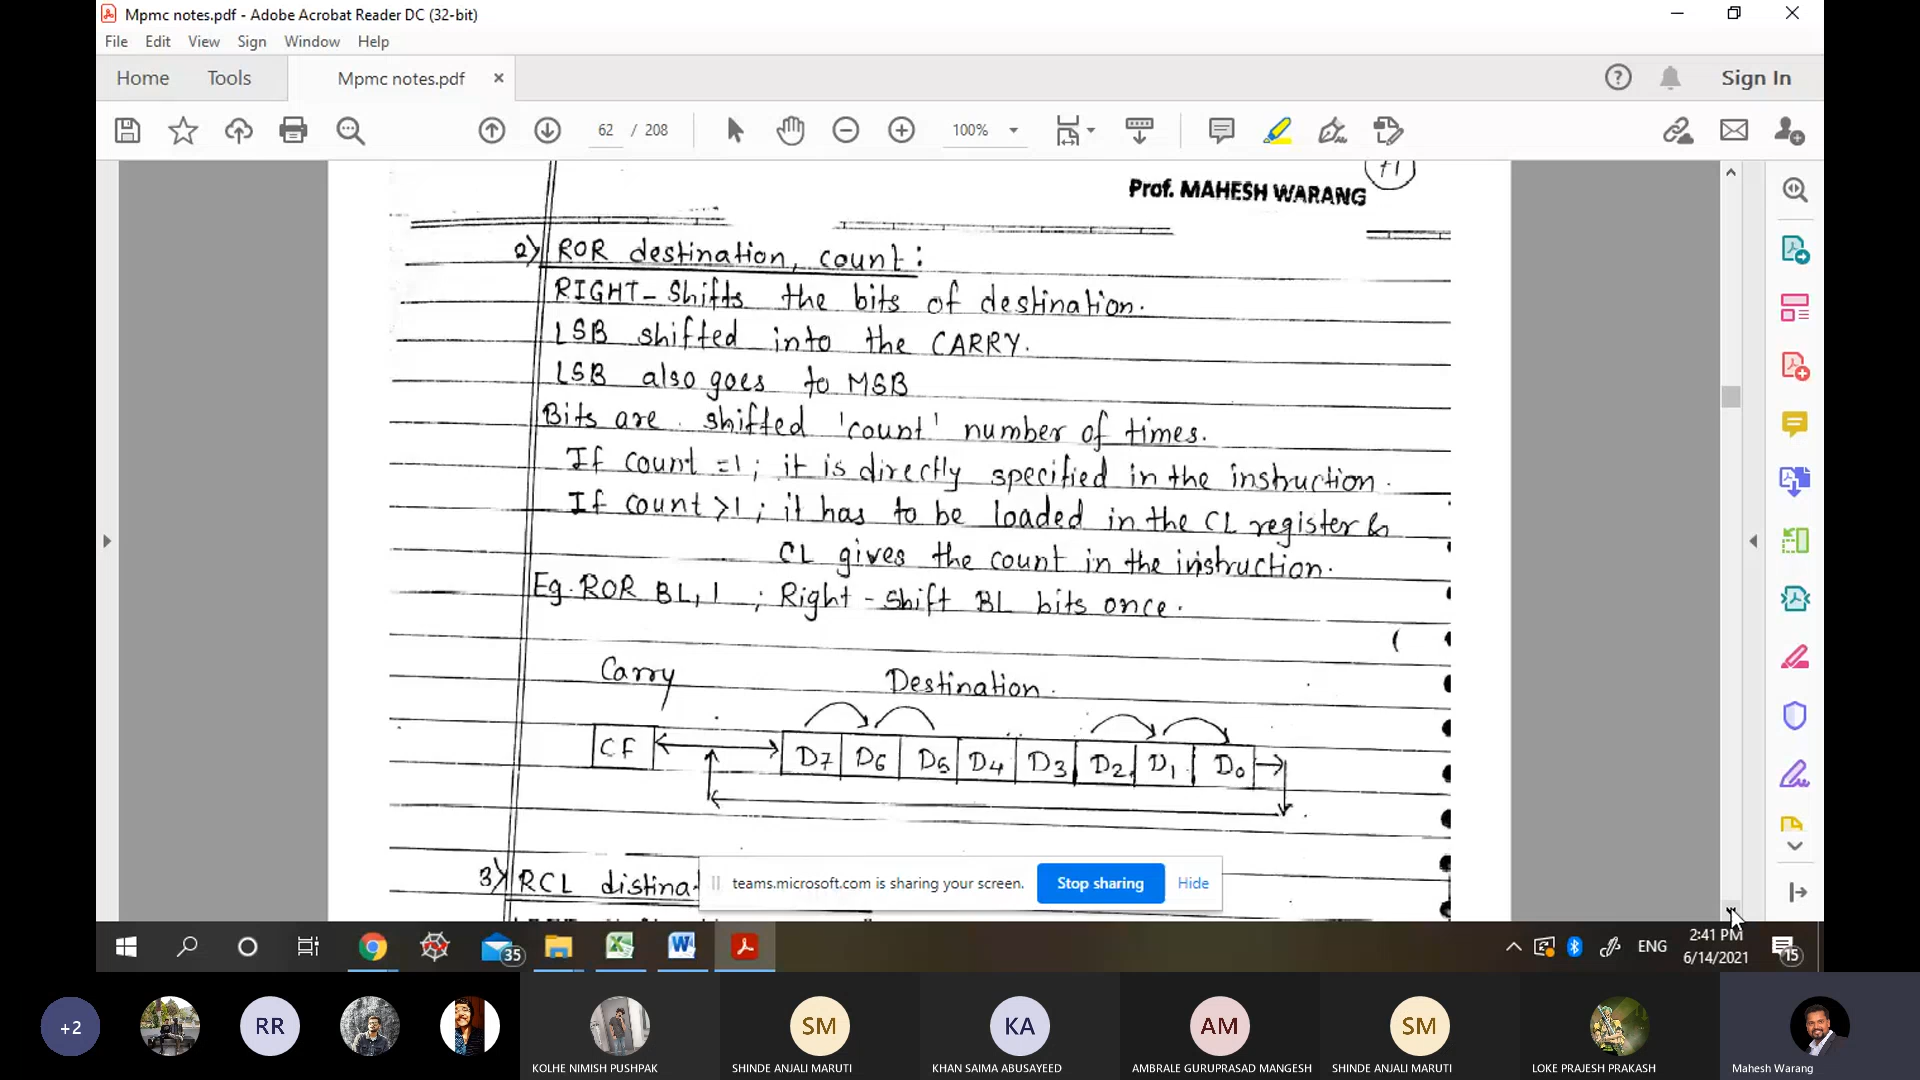 Mpmc notes.pdf - Adobe Acrobat Reader DC (32-bit)
File Edit View Sign Window Help
Home Tools Mpmc notes.pdf Sign In
62 / 208 100%
Prof. MAHESH WARANG
2) ROR destination, count:
RIGHT-Shifts the bits of destination.
LSB shifted into the CARRY.
LSB also goes to MSB
Bits are shifted 'count' number of times.
If count =1; it is directly specified in the instruction.
If count >1; it has to be loaded in the CL register &
CL gives the count in the instruction.
Eg. ROR BL, 1 ; Right-Shift BL bits once.
Carry Destination.
CF D7 D6 D5 D4 D3 D2 D1 D0
3) RCL distina-
teams.microsoft.com is sharing your screen. Stop sharing Hide
35
ENG
2:41 PM
6/14/2021
15
+2 RR SM KA AM SM
KOLHE NIMISH PUSHPAK SHINDE ANJALI MARUTI KHAN SAIMA ABUSAYEED AMBRALE GURUPRASAD MANGESH SHINDE ANJALI MARUTI LOKE PRAJESH PRAKASH Mahesh Warang